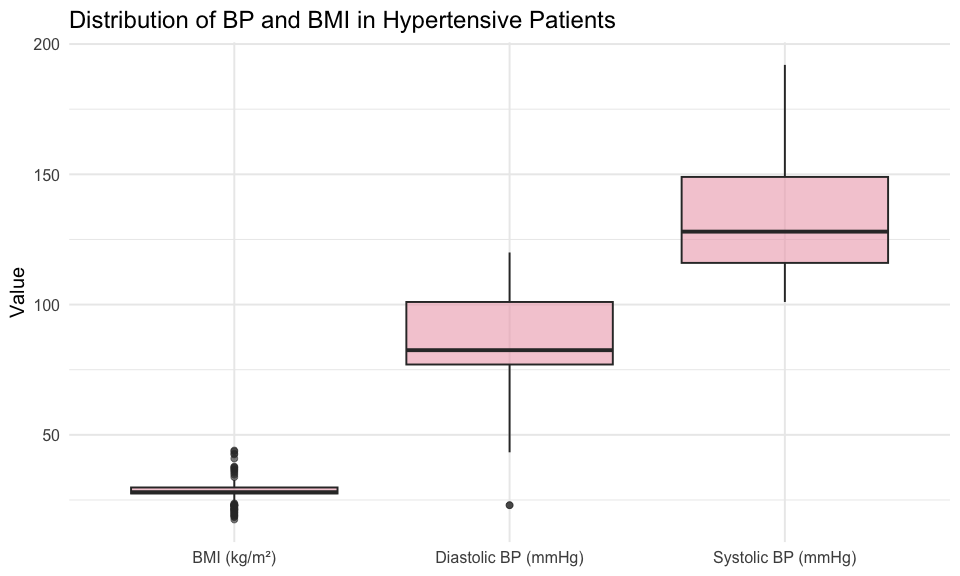 Distribution of BP and BMI in Hypertensive Patients
200
150
100
50
Value
BMI (kg/m²)
Diastolic BP (mmHg)
Systolic BP (mmHg)